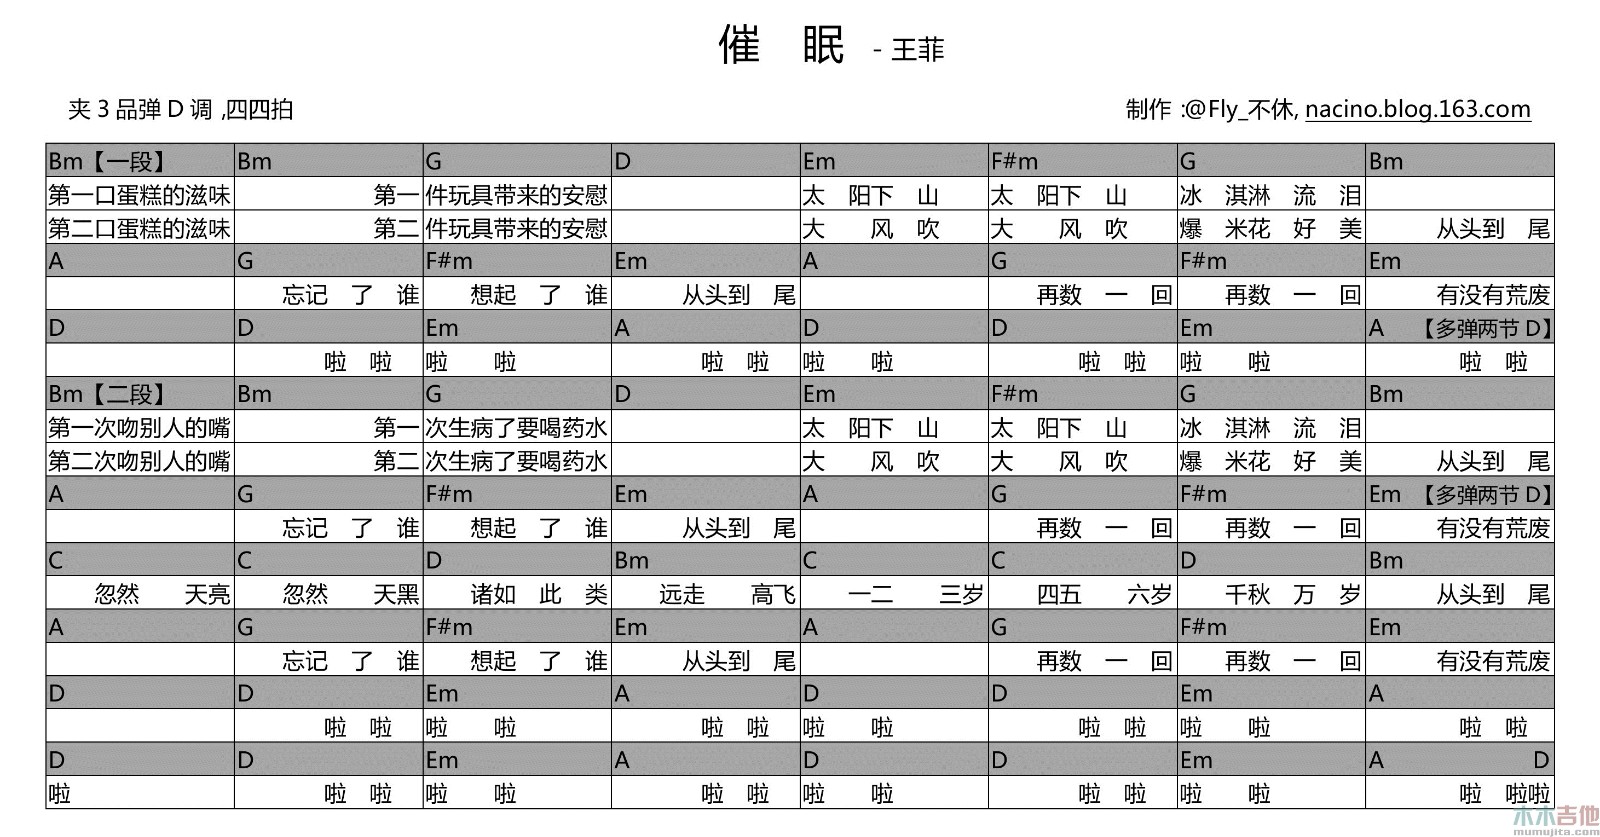 催 眠 - 王菲
夹 3 品弹 D 调 ,四四拍 制作 :@Fly_不休, nacino.blog.163.com
Bm【一段】 Bm G D Em F#m G Bm
第一口蛋糕的滋味 第一 件玩具带来的安慰 太 阳下 山 太 阳下 山 冰 淇淋 流 泪
第二口蛋糕的滋味 第二 件玩具带来的安慰 大 风 吹 大 风 吹 爆 米花 好 美 从头到 尾
A G F#m Em A G F#m Em
忘记 了 谁 想起 了 谁 从头到 尾 再数 一 回 再数 一 回 有没有荒废
D D Em A D D Em A 【多弹两节 D】
啦 啦 啦 啦 啦 啦 啦 啦 啦 啦 啦 啦 啦 啦
Bm【二段】 Bm G D Em F#m G Bm
第一次吻别人的嘴 第一 次生病了要喝药水 太 阳下 山 太 阳下 山 冰 淇淋 流 泪
第二次吻别人的嘴 第二 次生病了要喝药水 大 风 吹 大 风 吹 爆 米花 好 美 从头到 尾
A G F#m Em A G F#m Em 【多弹两节 D】
忘记 了 谁 想起 了 谁 从头到 尾 再数 一 回 再数 一 回 有没有荒废
C C D Bm C C D Bm
忽然 天亮 忽然 天黑 诸如 此 类 远走 高飞 一二 三岁 四五 六岁 千秋 万 岁 从头到 尾
A G F#m Em A G F#m Em
忘记 了 谁 想起 了 谁 从头到 尾 再数 一 回 再数 一 回 有没有荒废
D D Em A D D Em A
啦 啦 啦 啦 啦 啦 啦 啦 啦 啦 啦 啦 啦 啦
D D Em A D D Em A D
啦 啦 啦 啦 啦 啦 啦 啦 啦 啦 啦 啦 啦 啦 啦啦
木木吉他
mumujita.com